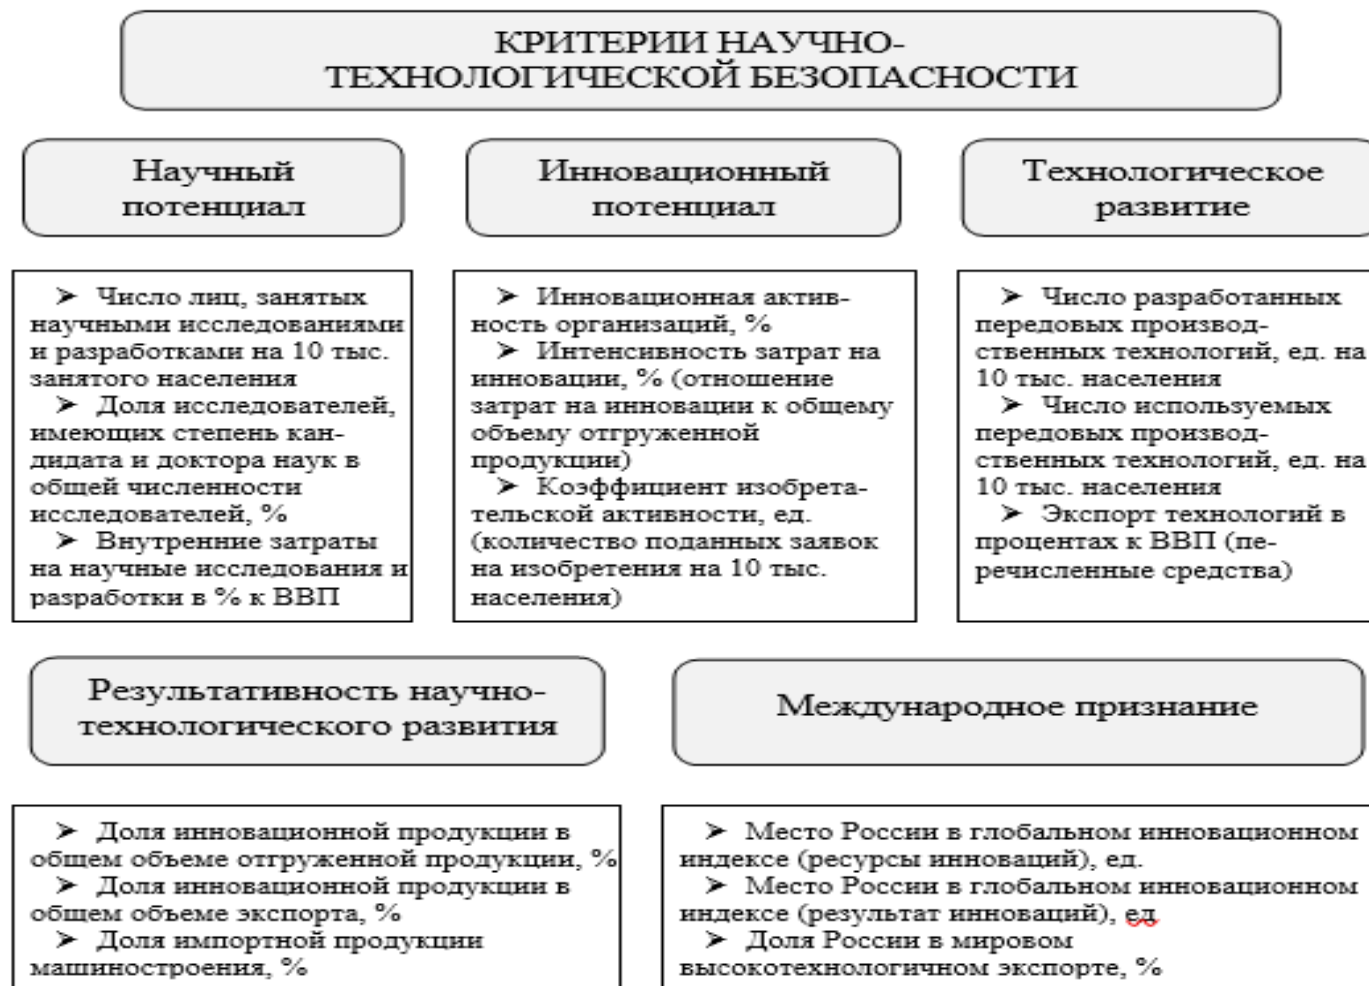 КРИТЕРИИ НАУЧНО-
ТЕХНОЛОГИЧЕСКОЙ БЕЗОПАСНОСТИ
Научный
потенциал
➢ Число лиц, занятых
научными исследованиями
и разработками на 10 тыс.
занятого населения
➢ Доля исследователей,
имеющих степень кан-
дидата и доктора наук в
общей численности
исследователей, %
➢ Внутренние затраты
на научные исследования и
разработки в % к ВВП
Инновационный
потенциал
➢ Инновационная актив-
ность организаций, %
➢ Интенсивность затрат на
инновации, % (отношение
затрат на инновации к общему
объему отгруженной
продукции)
➢ Коэффициент изобрета-
тельской активности, ед.
(количество поданных заявок
на изобретения на 10 тыс.
населения)
Технологическое
развитие
➢ Число разработанных
передовых производ-
ственных технологий, ед. на
10 тыс. населения
➢ Число используемых
передовых производ-
ственных технологий, ед. на
10 тыс. населения
➢ Экспорт технологий в
процентах к ВВП (пе-
речисленные средства)
Результативность научно-
технологического развития
➢ Доля инновационной продукции в
общем объеме отгруженной продукции, %
➢ Доля инновационной продукции в
общем объеме экспорта, %
➢ Доля импортной продукции
машиностроения, %
Международное признание
➢ Место России в глобальном инновационном
индексе (ресурсы инноваций), ед.
➢ Место России в глобальном инновационном
индексе (результат инноваций), ед
➢ Доля России в мировом
высокотехнологичном экспорте, %